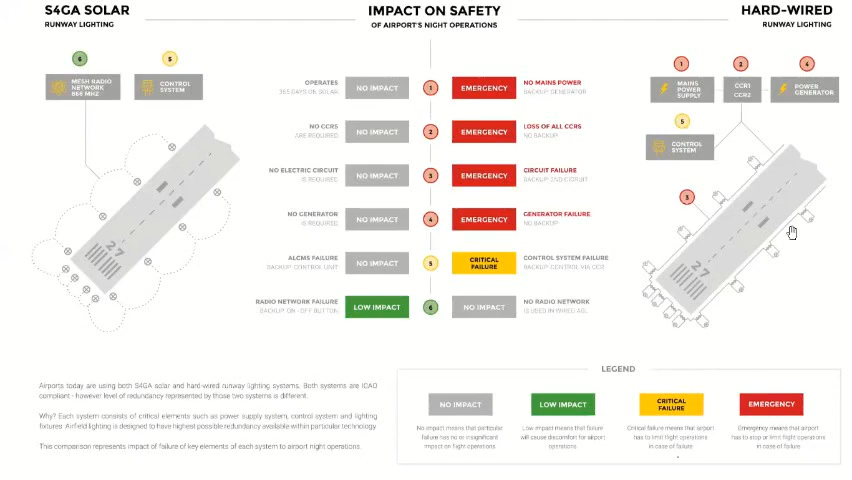 S4GA SOLAR
RUNWAY LIGHTING
IMPACT ON SAFETY
OF AIRPORT'S NIGHT OPERATIONS
HARD-WIRED
RUNWAY LIGHTING
6
MESH RADIO
NETWORK
868 MHZ
5
CONTROL
SYSTEM
27
OPERATES
365 DAYS ON SOLAR
NO IMPACT
1
EMERGENCY
NO MAINS POWER
BACKUP: GENERATOR
NO CCRS
ARE REQUIRED
NO IMPACT
2
EMERGENCY
LOSS OF ALL CCRS
NO BACKUP
NO ELECTRIC CIRCUIT
IS REQUIRED
NO IMPACT
3
EMERGENCY
CIRCUIT FAILURE
BACKUP: 2ND CIRCUIT
NO GENERATOR
IS REQUIRED
NO IMPACT
4
EMERGENCY
GENERATOR FAILURE
NO BACKUP
ALCMS FAILURE
BACKUP: CONTROL UNIT
NO IMPACT
5
CRITICAL
FAILURE
CONTROL SYSTEM FAILURE
BACKUP: CONTROL VIA CCR
RADIO NETWORK FAILURE
BACKUP: ON - OFF BUTTON
LOW IMPACT
6
NO IMPACT
NO RADIO NETWORK
IS USED IN WIRED AGL
1
MAINS
POWER
SUPPLY
2
CCR1
CCR2
4
POWER
GENERATOR
5
CONTROL
SYSTEM
3
27
Airports today are using both S4GA solar and hard-wired runway lighting systems. Both systems are ICAO
compliant - however level of redundancy represented by those two systems is different.
Why? Each system consists of critical elements such as power supply system, control system and lighting
fixtures. Airfield lighting is designed to have highest possible redundancy available within particular technology.
This comparison represents impact of failure of key elements of each system to airport night operations.
LEGEND
NO IMPACT
No impact means that particular
failure has no or insignificant
impact on flight operations
LOW IMPACT
Low impact means that failure
will cause discomfort for airport
operations
CRITICAL
FAILURE
Critical failure means that airport
has to limit flight operations
in case of failure
EMERGENCY
Emergency means that airport
has to stop or limit flight operations
in case of failure